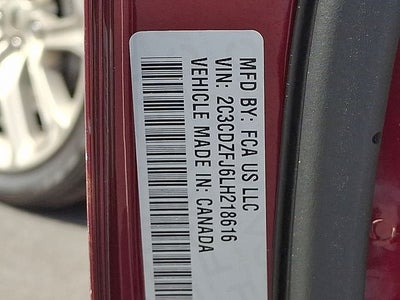 MFD BY: FCA US LLC
VIN: 2C3CDZFJ6LH218616
VEHICLE MADE IN: CANADA